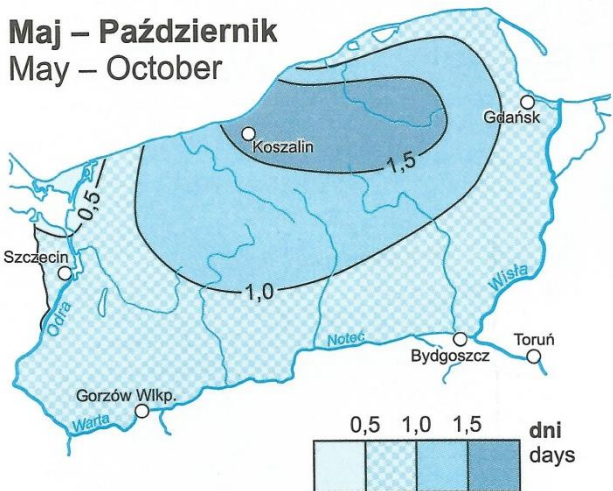 Maj – Październik
May – October
Gdańsk
Koszalin
1,5
0,5
Szczecin
1,0
Wisła
Odra
Noteć
Toruń
Bydgoszcz
Gorzów Wlkp.
Warta
0,5 1,0 1,5 dni
days